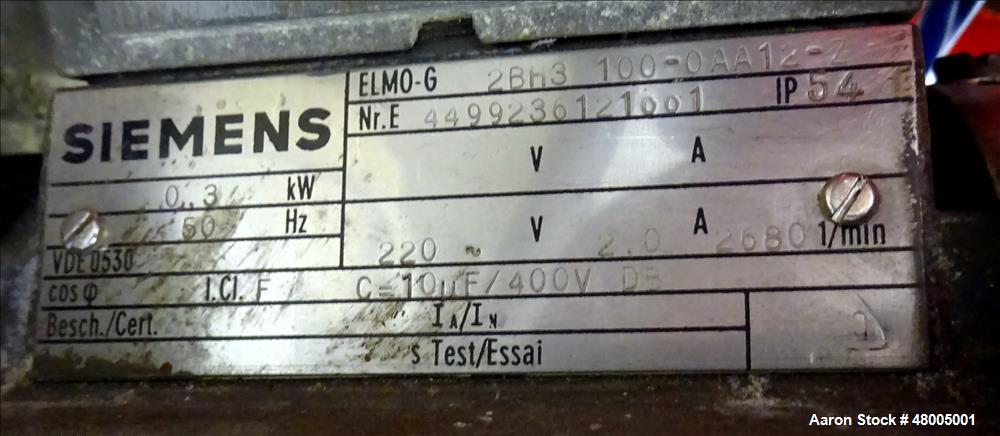 SIEMENS
ELMO-G 2BH3 100-0AA12-Z
Nr.E 4499236121001 IP 54
V A
0.3 kW
50 Hz
V A
220 ~ 2.0 2680 1/min
VDE 0530
cos φ I.Cl. F C=10µF/400V DB
Besch./Cert. IA/IN
s Test/Essai
Aaron Stock # 48005001